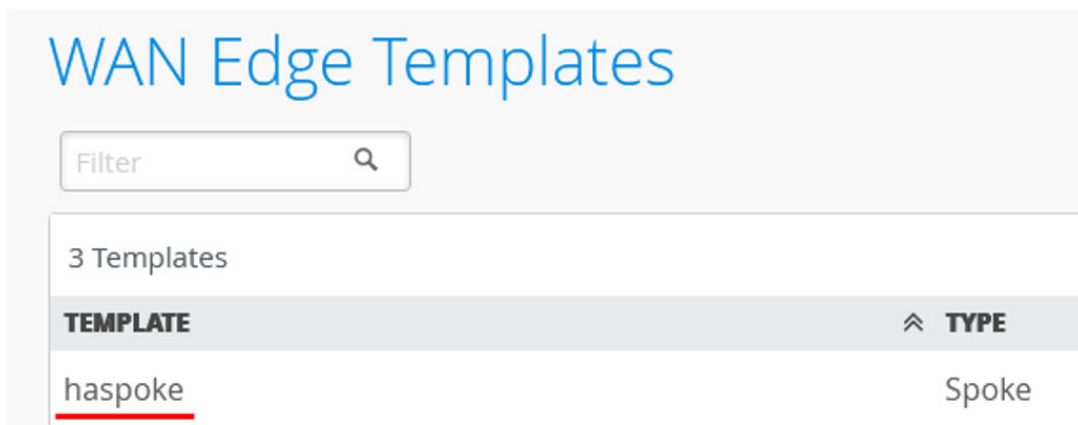 WAN Edge Templates
Filter
3 Templates
TEMPLATE TYPE
haspoke Spoke